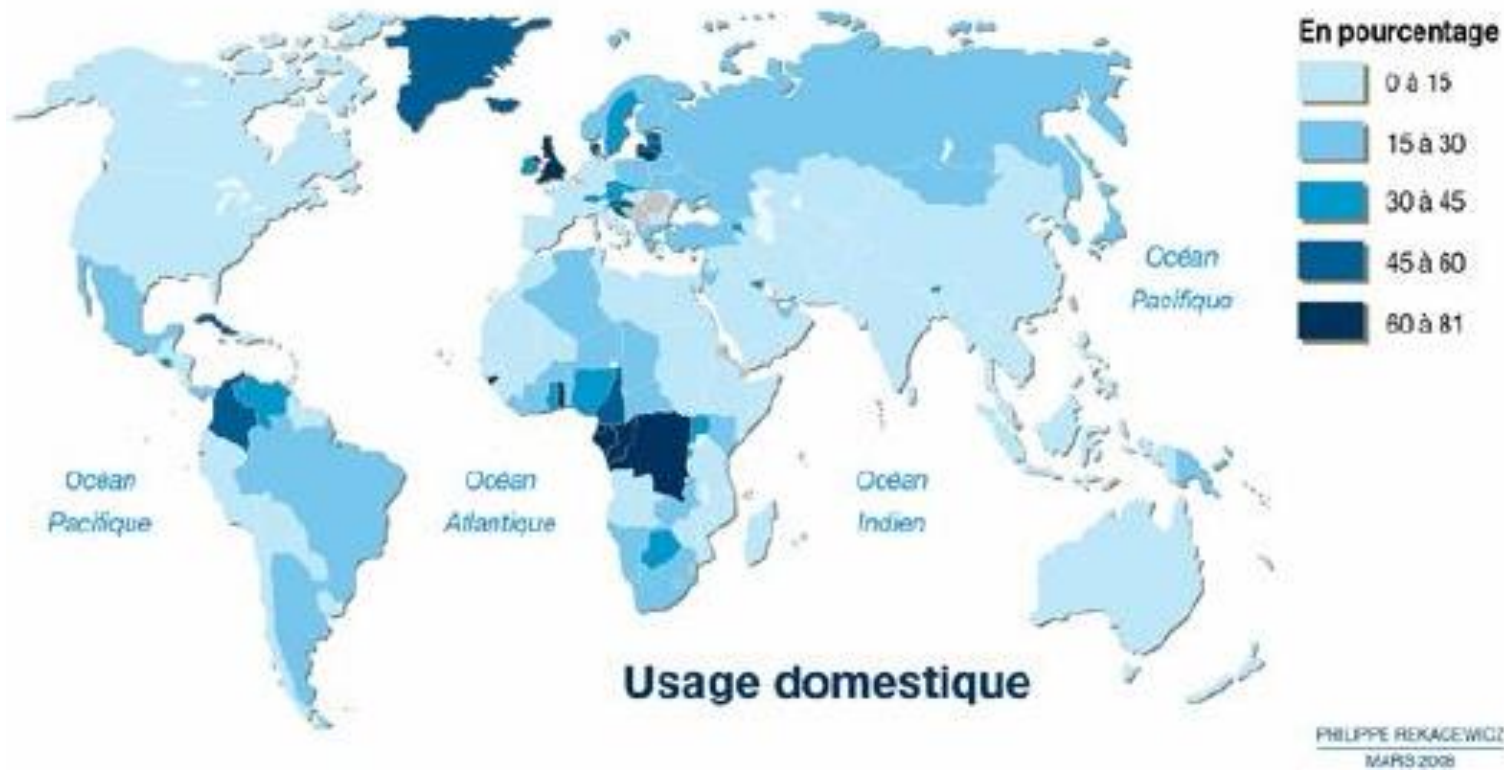 En pourcentage
0 à 15
15 à 30
30 à 45
45 à 60
60 à 81
Océan
Pacifique
Océan
Pacifique
Océan
Atlantique
Océan
Indien
Usage domestique
PHILIPPE REKACEWICZ
MARS 2008